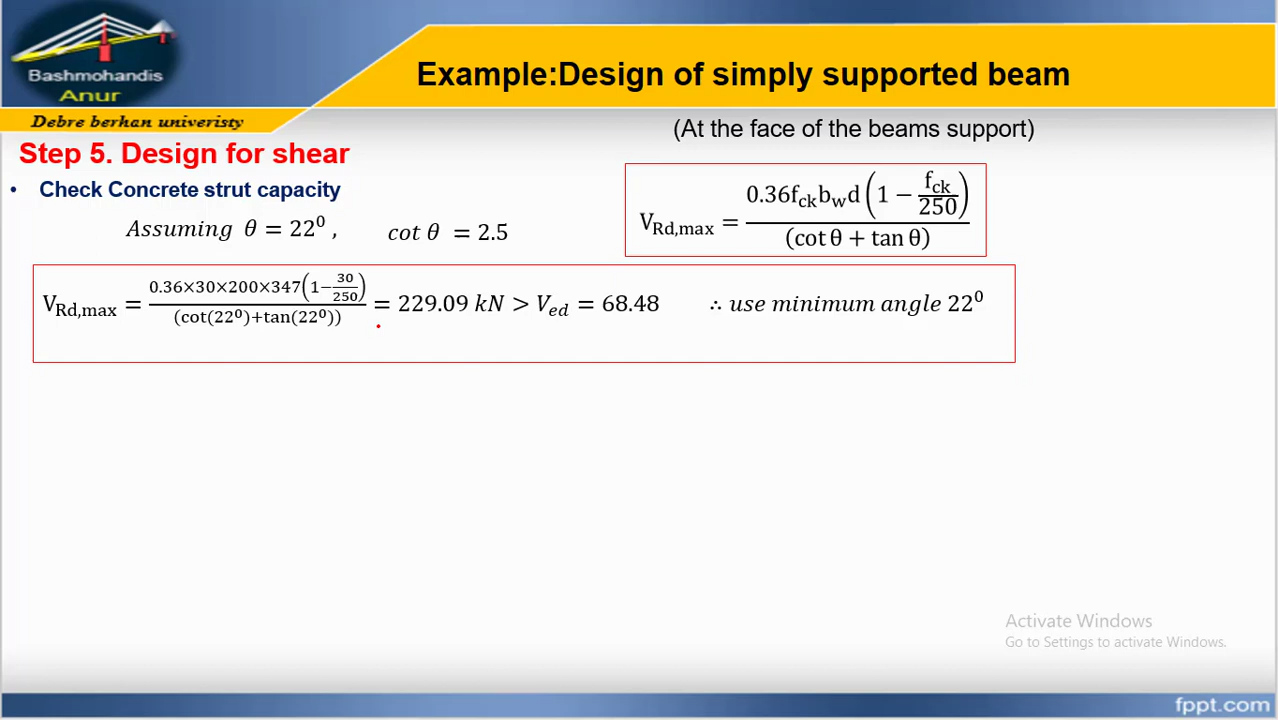 Bashmohandis
Anur
Debre berhan univeristy
Example:Design of simply supported beam
(At the face of the beams support)
Step 5. Design for shear
• Check Concrete strut capacity
Assuming θ = 22⁰ , cot θ = 2.5
V_Rd,max = 0.36f_ck b_w d (1 − f_ck/250) / (cot θ + tan θ)
V_Rd,max = 0.36×30×200×347(1−30/250) / (cot(22⁰)+tan(22⁰)) = 229.09 kN > V_ed = 68.48 ∴ use minimum angle 22⁰
Activate Windows
Go to Settings to activate Windows.
fppt.com